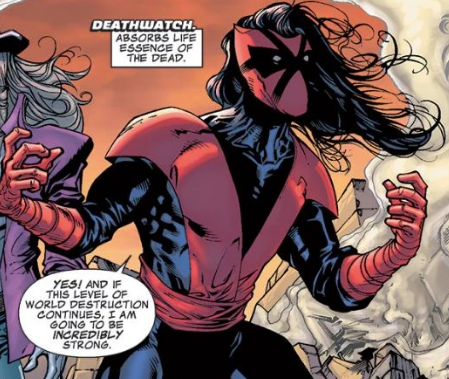 DEATHWATCH.
ABSORBS LIFE
ESSENCE OF
THE DEAD.
YES! AND IF
THIS LEVEL OF
WORLD DESTRUCTION
CONTINUES, I AM
GOING TO BE
INCREDIBLY
STRONG.